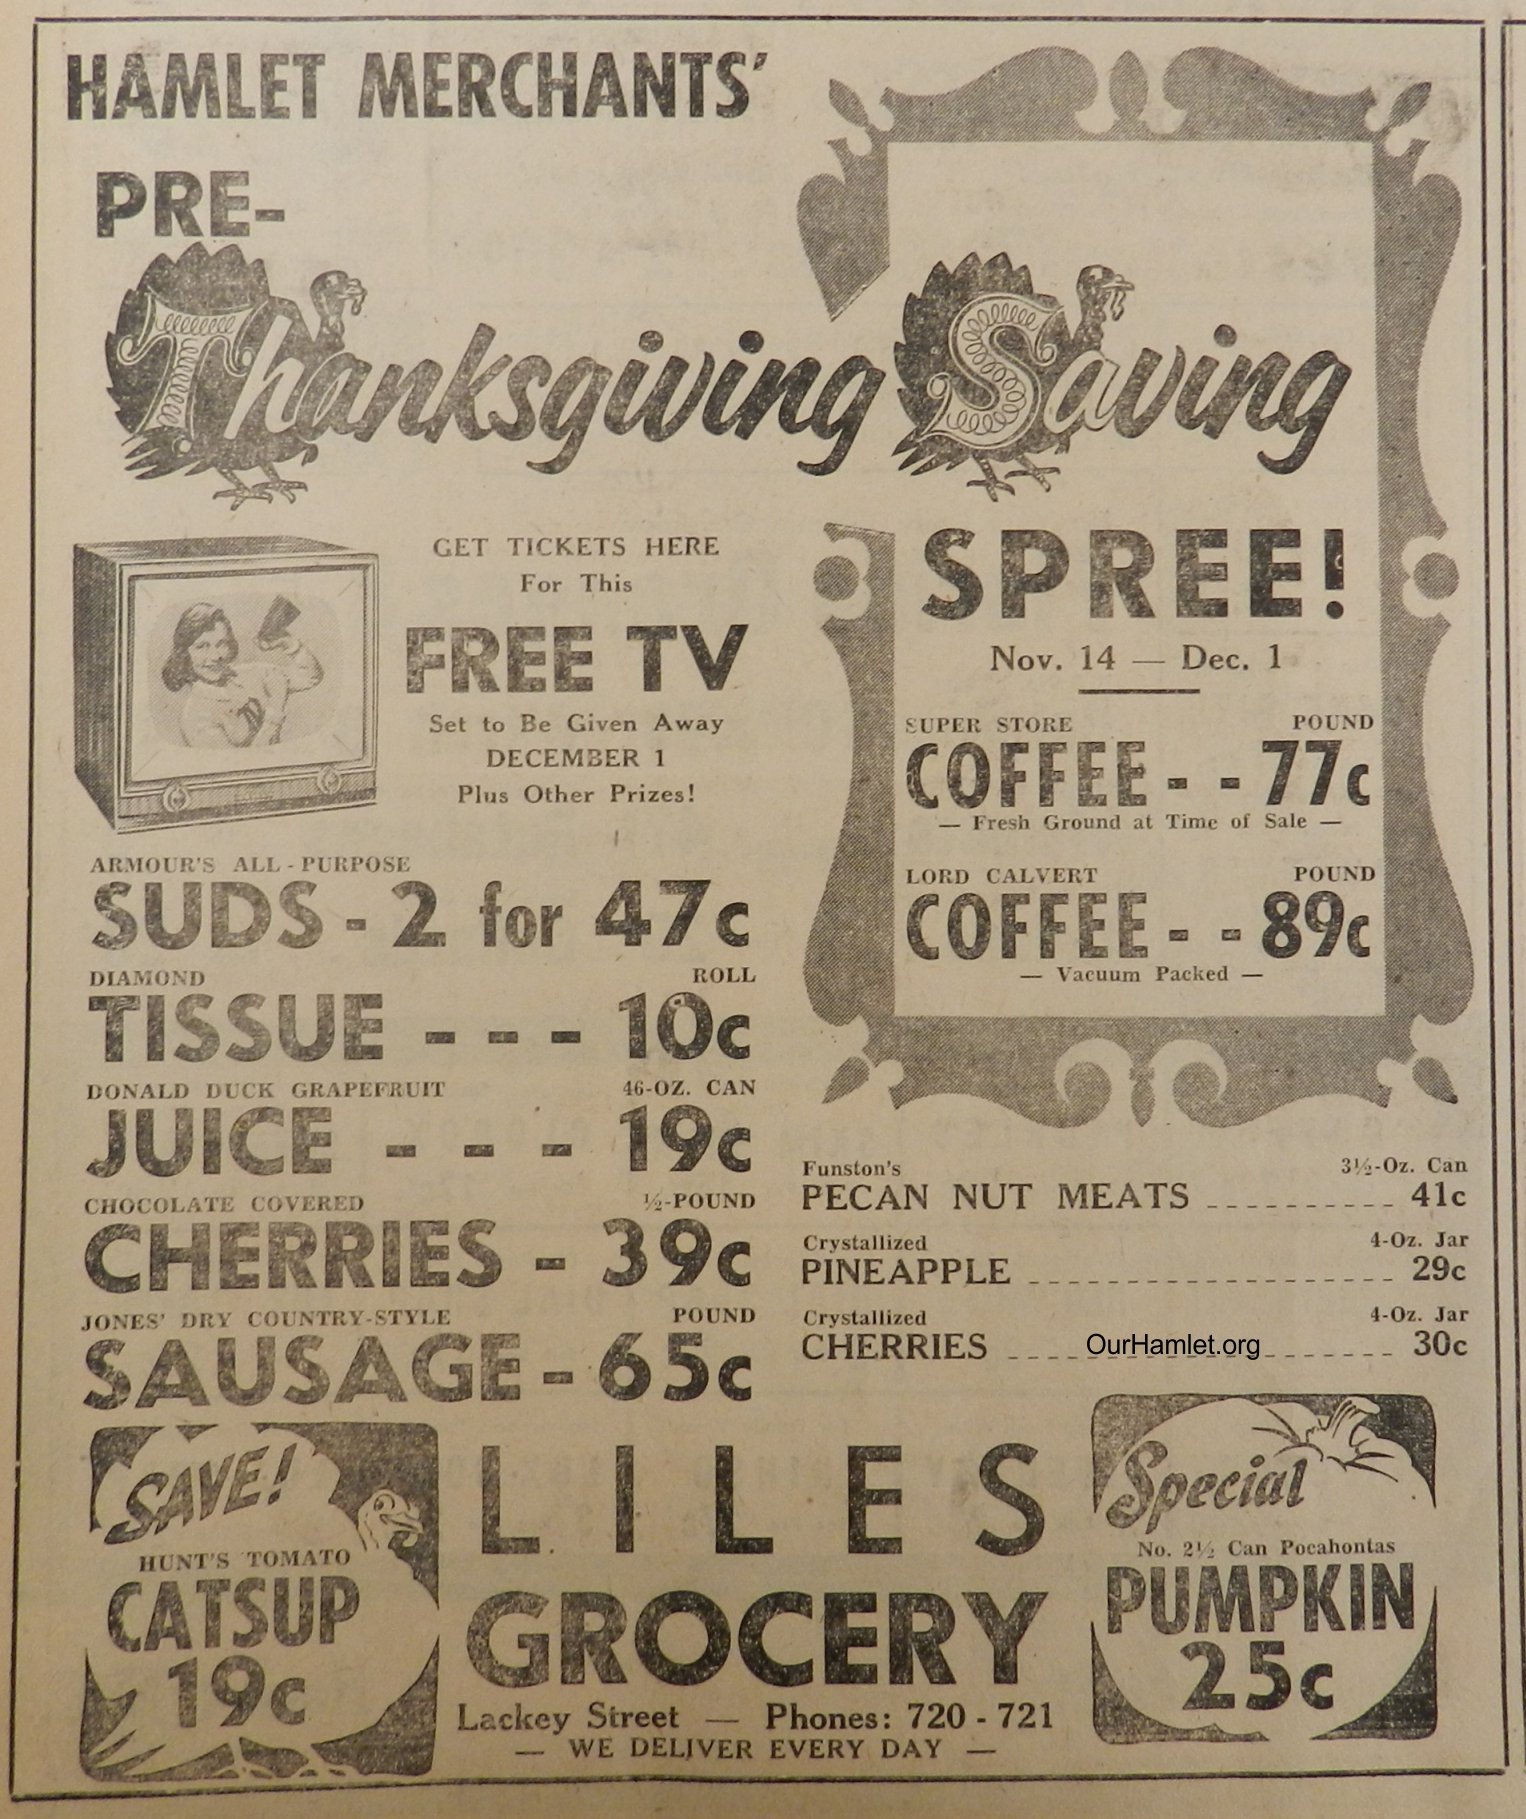 HAMLET MERCHANTS'
PRE-
Thanksgiving Saving
SPREE!
Nov. 14 — Dec. 1
GET TICKETS HERE
For This
FREE TV
Set to Be Given Away
DECEMBER 1
Plus Other Prizes!
ARMOUR'S ALL-PURPOSE
SUDS - 2 for 47c
DIAMOND ROLL
TISSUE - - - 10c
DONALD DUCK GRAPEFRUIT 46-OZ. CAN
JUICE - - - 19c
CHOCOLATE COVERED ½-POUND
CHERRIES - 39c
JONES' DRY COUNTRY-STYLE POUND
SAUSAGE - 65c
SUPER STORE POUND
COFFEE - - 77c
— Fresh Ground at Time of Sale —
LORD CALVERT POUND
COFFEE - - 89c
— Vacuum Packed —
Funston's 3½-Oz. Can
PECAN NUT MEATS ---------- 41c
Crystallized 4-Oz. Jar
PINEAPPLE ------------------- 29c
Crystallized 4-Oz. Jar
CHERRIES -------------------- 30c
OurHamlet.org
SAVE!
HUNT'S TOMATO
CATSUP
19c
LILES
GROCERY
Lackey Street — Phones: 720 - 721
— WE DELIVER EVERY DAY —
Special
No. 2½ Can Pocahontas
PUMPKIN
25c